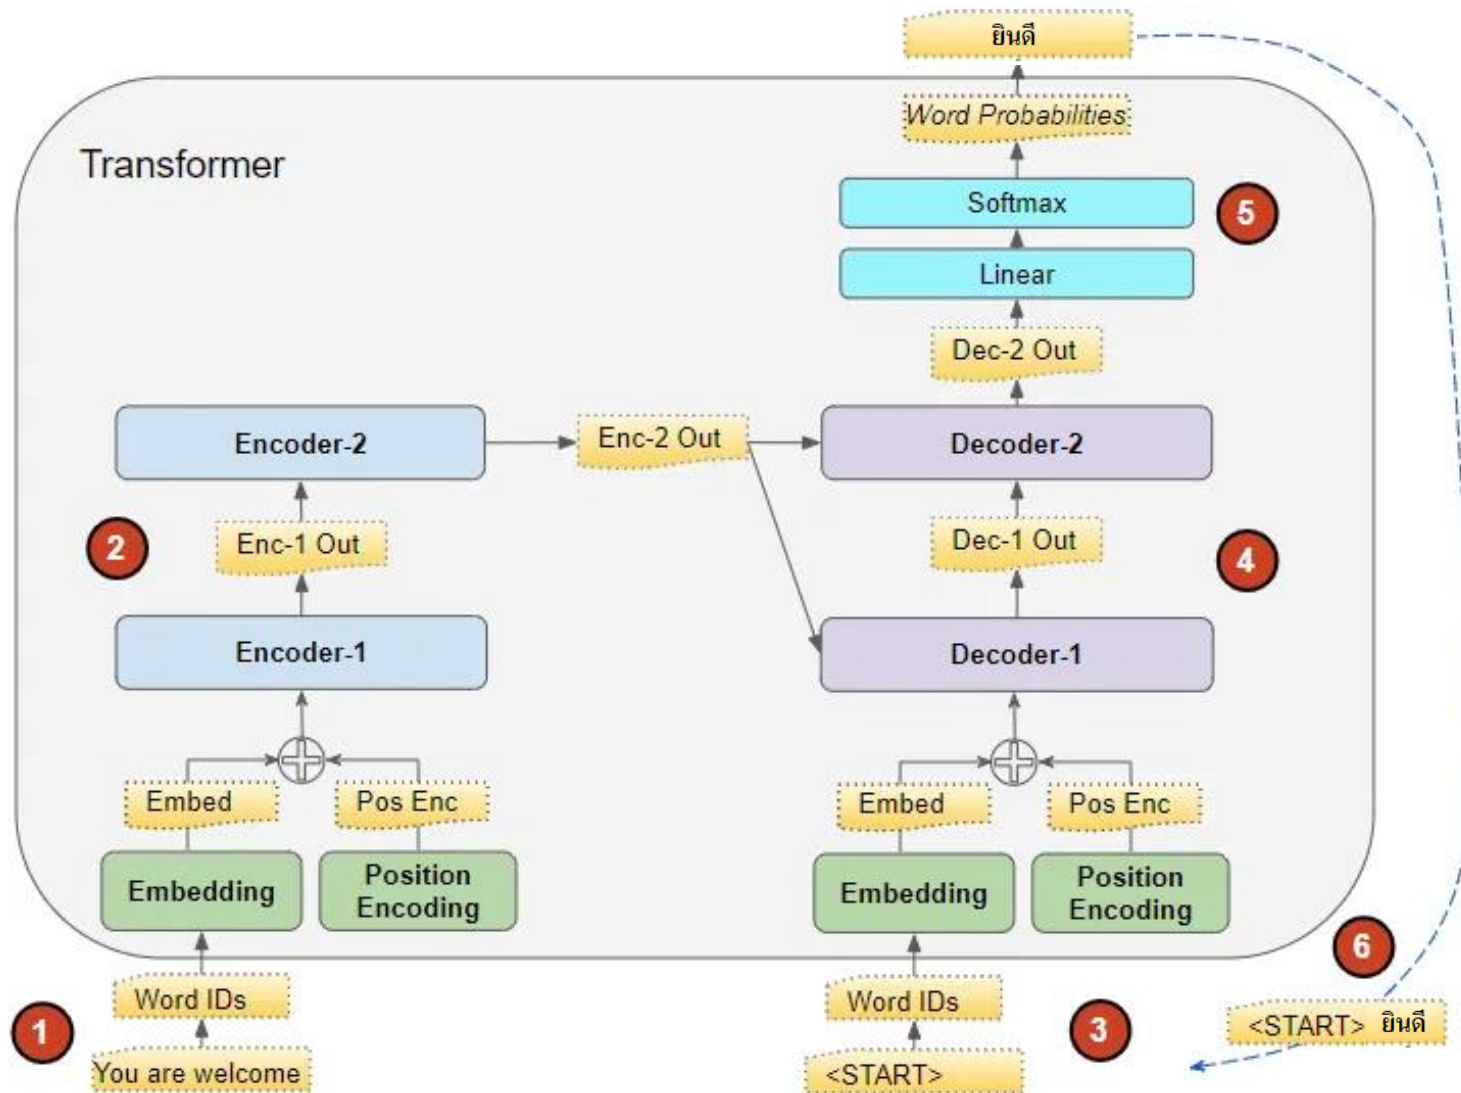 ยินดี
Word Probabilities
Transformer
Softmax
5
Linear
Dec-2 Out
Encoder-2
Enc-2 Out
Decoder-2
2
Enc-1 Out
Dec-1 Out
4
Encoder-1
Decoder-1
Embed
Pos Enc
Embed
Pos Enc
Embedding
Position
Encoding
Embedding
Position
Encoding
6
1
Word IDs
Word IDs
3
<START> ยินดี
You are welcome
<START>